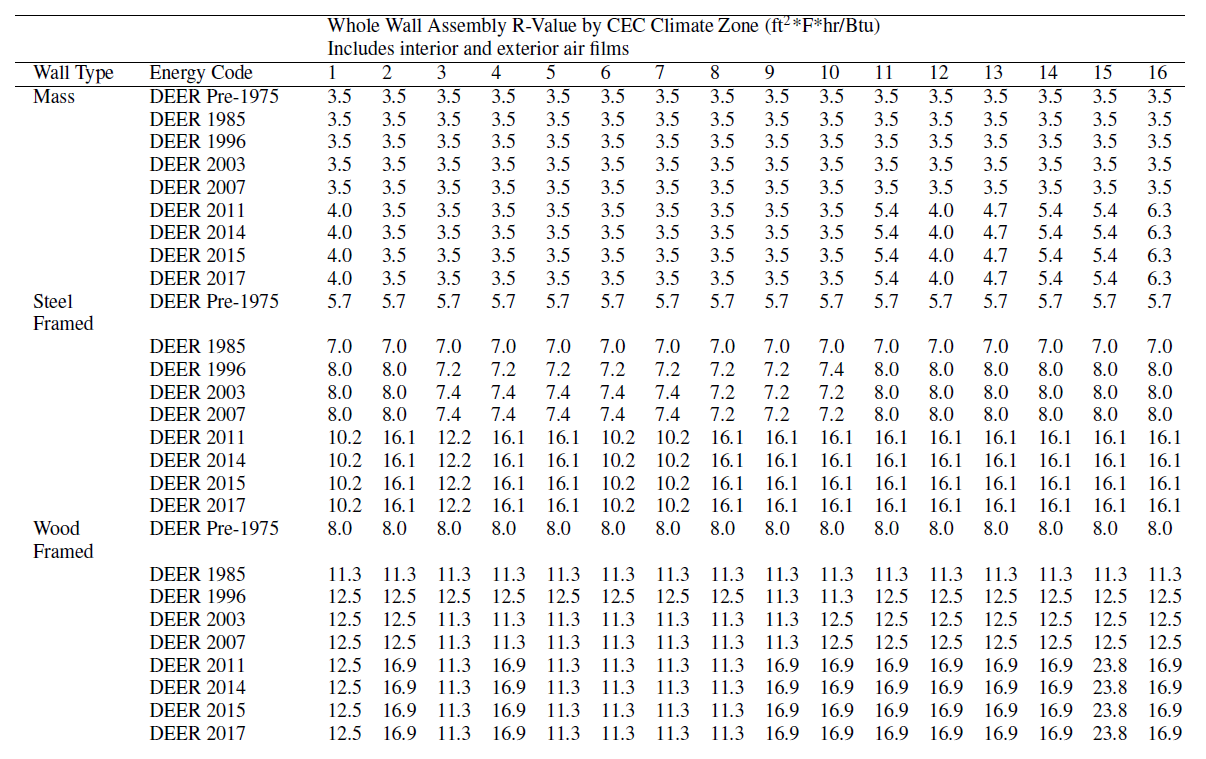 Whole Wall Assembly R-Value by CEC Climate Zone (ft²*F*hr/Btu)
Includes interior and exterior air films
Wall Type Energy Code 1 2 3 4 5 6 7 8 9 10 11 12 13 14 15 16
Mass DEER Pre-1975 3.5 3.5 3.5 3.5 3.5 3.5 3.5 3.5 3.5 3.5 3.5 3.5 3.5 3.5 3.5 3.5
DEER 1985 3.5 3.5 3.5 3.5 3.5 3.5 3.5 3.5 3.5 3.5 3.5 3.5 3.5 3.5 3.5 3.5
DEER 1996 3.5 3.5 3.5 3.5 3.5 3.5 3.5 3.5 3.5 3.5 3.5 3.5 3.5 3.5 3.5 3.5
DEER 2003 3.5 3.5 3.5 3.5 3.5 3.5 3.5 3.5 3.5 3.5 3.5 3.5 3.5 3.5 3.5 3.5
DEER 2007 3.5 3.5 3.5 3.5 3.5 3.5 3.5 3.5 3.5 3.5 3.5 3.5 3.5 3.5 3.5 3.5
DEER 2011 4.0 3.5 3.5 3.5 3.5 3.5 3.5 3.5 3.5 3.5 5.4 4.0 4.7 5.4 5.4 6.3
DEER 2014 4.0 3.5 3.5 3.5 3.5 3.5 3.5 3.5 3.5 3.5 5.4 4.0 4.7 5.4 5.4 6.3
DEER 2015 4.0 3.5 3.5 3.5 3.5 3.5 3.5 3.5 3.5 3.5 5.4 4.0 4.7 5.4 5.4 6.3
DEER 2017 4.0 3.5 3.5 3.5 3.5 3.5 3.5 3.5 3.5 3.5 5.4 4.0 4.7 5.4 5.4 6.3
Steel DEER Pre-1975 5.7 5.7 5.7 5.7 5.7 5.7 5.7 5.7 5.7 5.7 5.7 5.7 5.7 5.7 5.7 5.7
Framed
DEER 1985 7.0 7.0 7.0 7.0 7.0 7.0 7.0 7.0 7.0 7.0 7.0 7.0 7.0 7.0 7.0 7.0
DEER 1996 8.0 8.0 7.2 7.2 7.2 7.2 7.2 7.2 7.2 7.4 8.0 8.0 8.0 8.0 8.0 8.0
DEER 2003 8.0 8.0 7.4 7.4 7.4 7.4 7.4 7.2 7.2 7.2 8.0 8.0 8.0 8.0 8.0 8.0
DEER 2007 8.0 8.0 7.4 7.4 7.4 7.4 7.4 7.2 7.2 7.2 8.0 8.0 8.0 8.0 8.0 8.0
DEER 2011 10.2 16.1 12.2 16.1 16.1 10.2 10.2 16.1 16.1 16.1 16.1 16.1 16.1 16.1 16.1 16.1
DEER 2014 10.2 16.1 12.2 16.1 16.1 10.2 10.2 16.1 16.1 16.1 16.1 16.1 16.1 16.1 16.1 16.1
DEER 2015 10.2 16.1 12.2 16.1 16.1 10.2 10.2 16.1 16.1 16.1 16.1 16.1 16.1 16.1 16.1 16.1
DEER 2017 10.2 16.1 12.2 16.1 16.1 10.2 10.2 16.1 16.1 16.1 16.1 16.1 16.1 16.1 16.1 16.1
Wood DEER Pre-1975 8.0 8.0 8.0 8.0 8.0 8.0 8.0 8.0 8.0 8.0 8.0 8.0 8.0 8.0 8.0 8.0
Framed
DEER 1985 11.3 11.3 11.3 11.3 11.3 11.3 11.3 11.3 11.3 11.3 11.3 11.3 11.3 11.3 11.3 11.3
DEER 1996 12.5 12.5 12.5 12.5 12.5 12.5 12.5 12.5 11.3 11.3 12.5 12.5 12.5 12.5 12.5 12.5
DEER 2003 12.5 12.5 11.3 11.3 11.3 11.3 11.3 11.3 11.3 12.5 12.5 12.5 12.5 12.5 12.5 12.5
DEER 2007 12.5 12.5 11.3 11.3 11.3 11.3 11.3 11.3 11.3 12.5 12.5 12.5 12.5 12.5 12.5 12.5
DEER 2011 12.5 16.9 11.3 16.9 11.3 11.3 11.3 11.3 16.9 16.9 16.9 16.9 16.9 16.9 23.8 16.9
DEER 2014 12.5 16.9 11.3 16.9 11.3 11.3 11.3 11.3 16.9 16.9 16.9 16.9 16.9 16.9 23.8 16.9
DEER 2015 12.5 16.9 11.3 16.9 11.3 11.3 11.3 11.3 16.9 16.9 16.9 16.9 16.9 16.9 23.8 16.9
DEER 2017 12.5 16.9 11.3 16.9 11.3 11.3 11.3 11.3 16.9 16.9 16.9 16.9 16.9 16.9 23.8 16.9